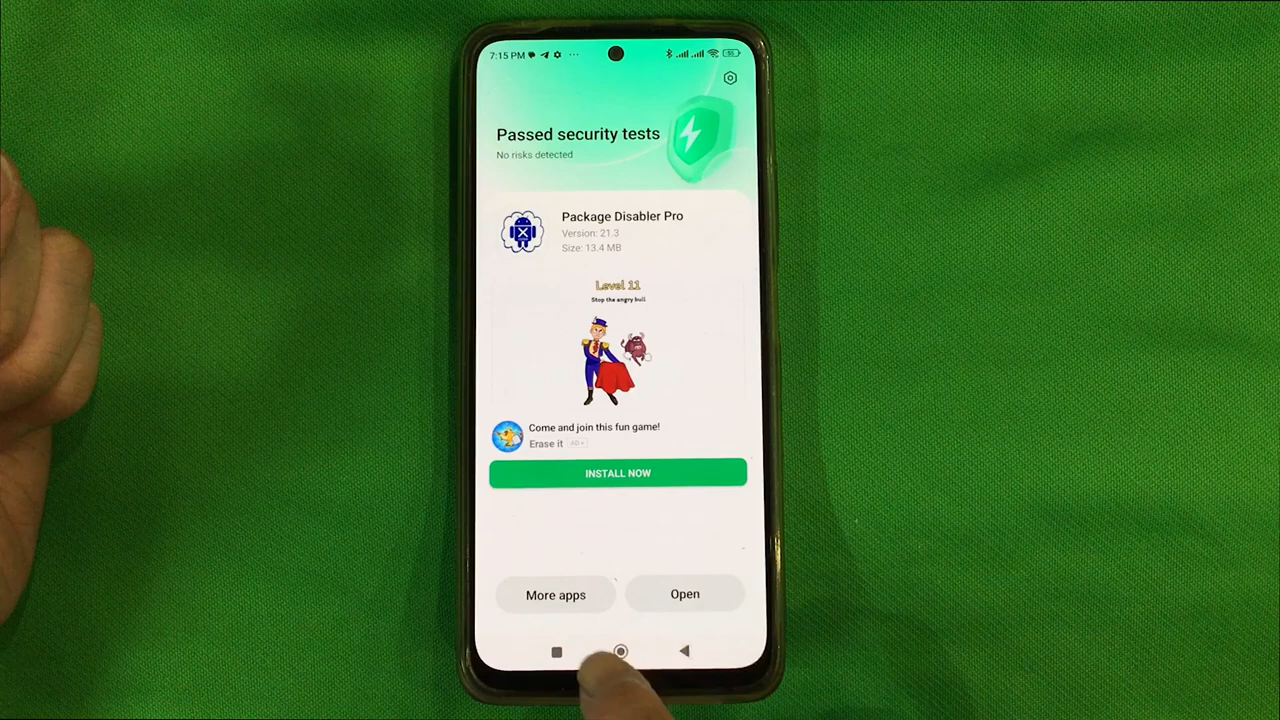 7:15 PM
Passed security tests
No risks detected
Package Disabler Pro
Version: 21.3
Size: 13.4 MB
Level 11
Stop the angry bull
Come and join this fun game!
Erase it AD
INSTALL NOW
More apps
Open